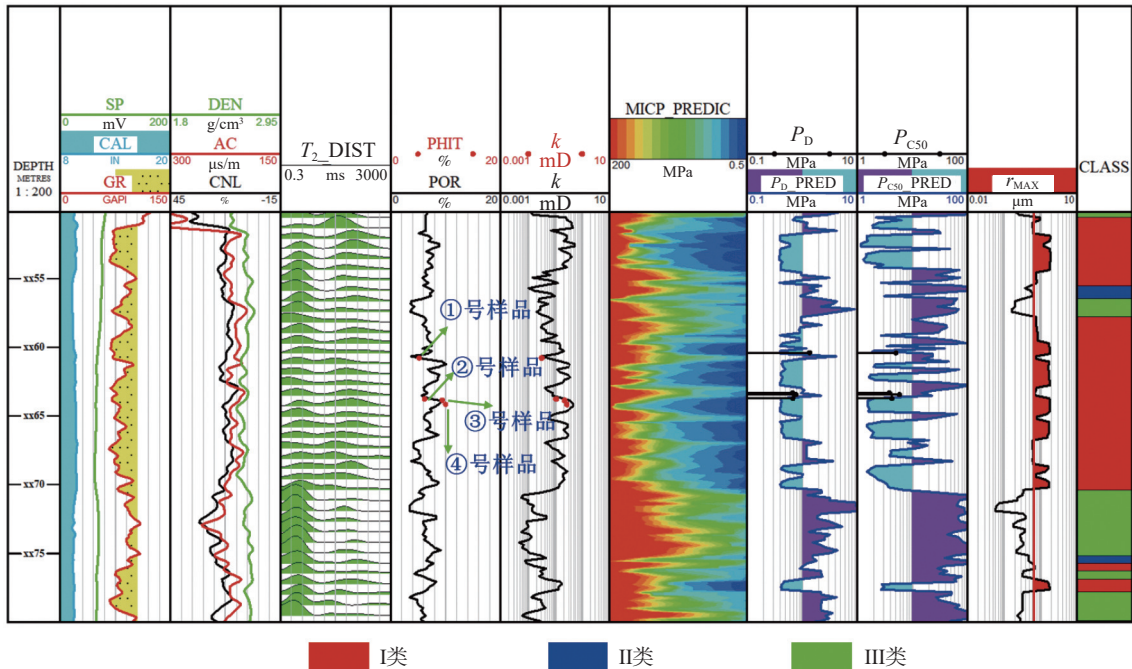 DEPTH
METRES
1 : 200
SP
0 mV 200
CAL
8 IN 20
GR
0 GAPI 150
DEN
1.8 g/cm³ 2.95
AC
300 μs/m 150
CNL
45 % -15
T₂_DIST
0.3 ms 3000
PHIT
0 % 20
POR
0 % 20
k
0.001 mD 10
k
0.001 mD 10
MICP_PREDIC
200 MPa 0.5
P_D
0.1 MPa 10
P_D_PRED
0.1 MPa 10
P_C50
1 MPa 100
P_C50_PRED
1 MPa 100
r_MAX
0.01 μm 10
CLASS
xx55
xx60
xx65
xx70
xx75
①号样品
②号样品
③号样品
④号样品
I类 II类 III类